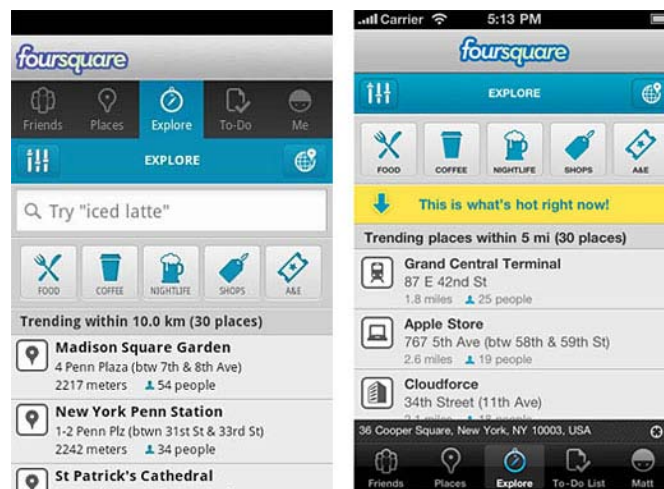 foursquare
Friends Places Explore To-Do Me
EXPLORE
Try "iced latte"
FOOD COFFEE NIGHTLIFE SHOPS A&E
Trending within 10.0 km (30 places)
Madison Square Garden
4 Penn Plaza (btw 7th & 8th Ave)
2217 meters 54 people
New York Penn Station
1-2 Penn Plz (btwn 31st St & 33rd St)
2242 meters 34 people
St Patrick's Cathedral
Carrier 5:13 PM
foursquare
EXPLORE
FOOD COFFEE NIGHTLIFE SHOPS A&E
This is what's hot right now!
Trending places within 5 mi (30 places)
Grand Central Terminal
87 E 42nd St
1.8 miles 25 people
Apple Store
767 5th Ave (btw 58th & 59th St)
2.6 miles 19 people
Cloudforce
34th Street (11th Ave)
2.1 miles 18 people
36 Cooper Square, New York, NY 10003, USA
Friends Places Explore To-Do List Matt